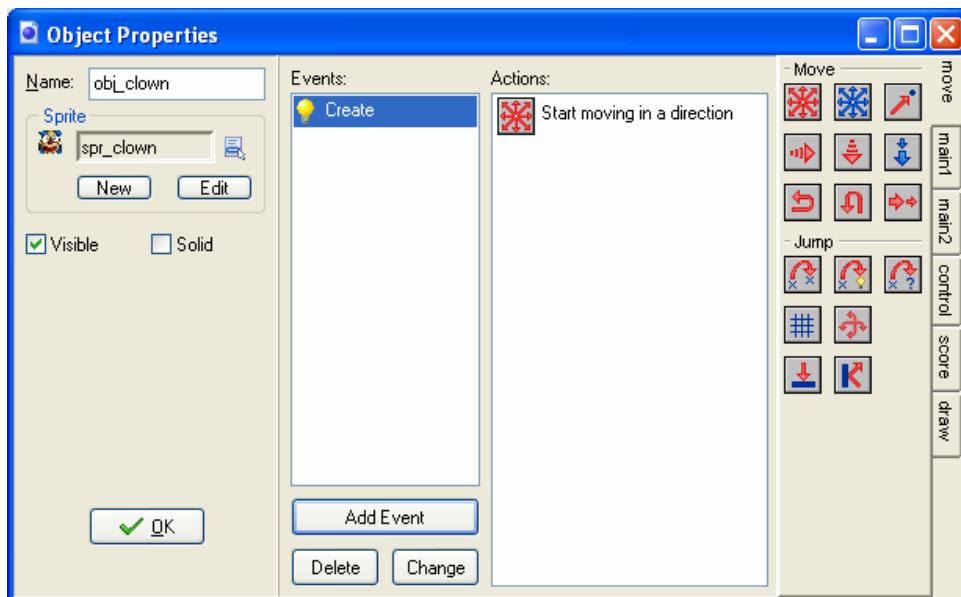 Object Properties
Name: obj_clown
Sprite
spr_clown
New Edit
Visible Solid
OK
Events:
Create
Add Event
Delete Change
Actions:
Start moving in a direction
Move
Jump
move
main1
main2
control
score
draw